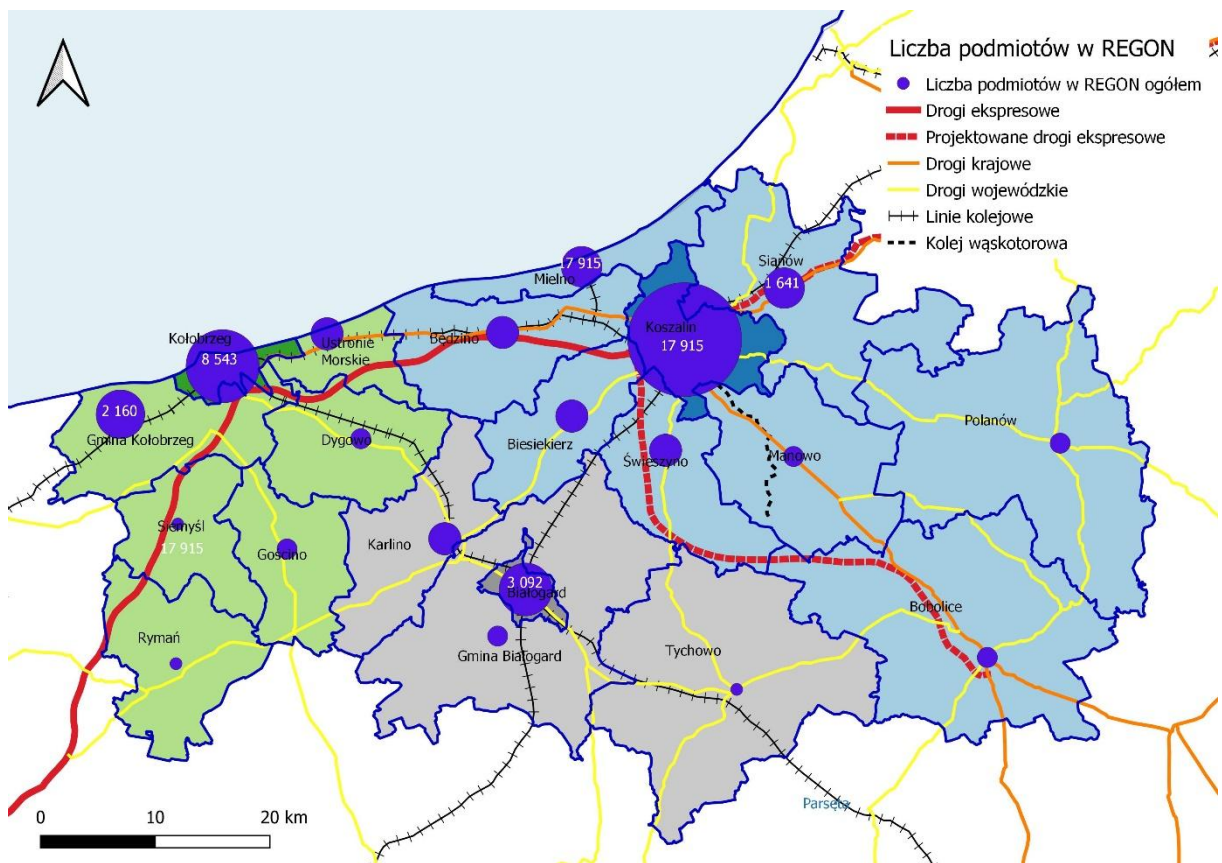 Liczba podmiotów w REGON
Liczba podmiotów w REGON ogółem
Drogi ekspresowe
Projektowane drogi ekspresowe
Drogi krajowe
Drogi wojewódzkie
Linie kolejowe
Kolej wąskotorowa
Sianów
1 641
17 915
Mielno
Koszalin
17 915
Kołobrzeg
8 543
Ustronie
Morskie
Będzino
2 160
Gmina Kołobrzeg
Dygowo
Biesiekierz
Świeszyno
Manowo
Polanów
Siemyśl
17 915
Gościno
Karlino
3 092
Białogard
Bobolice
Rymań
Gmina Białogard
Tychowo
Parsęta
0
10
20 km